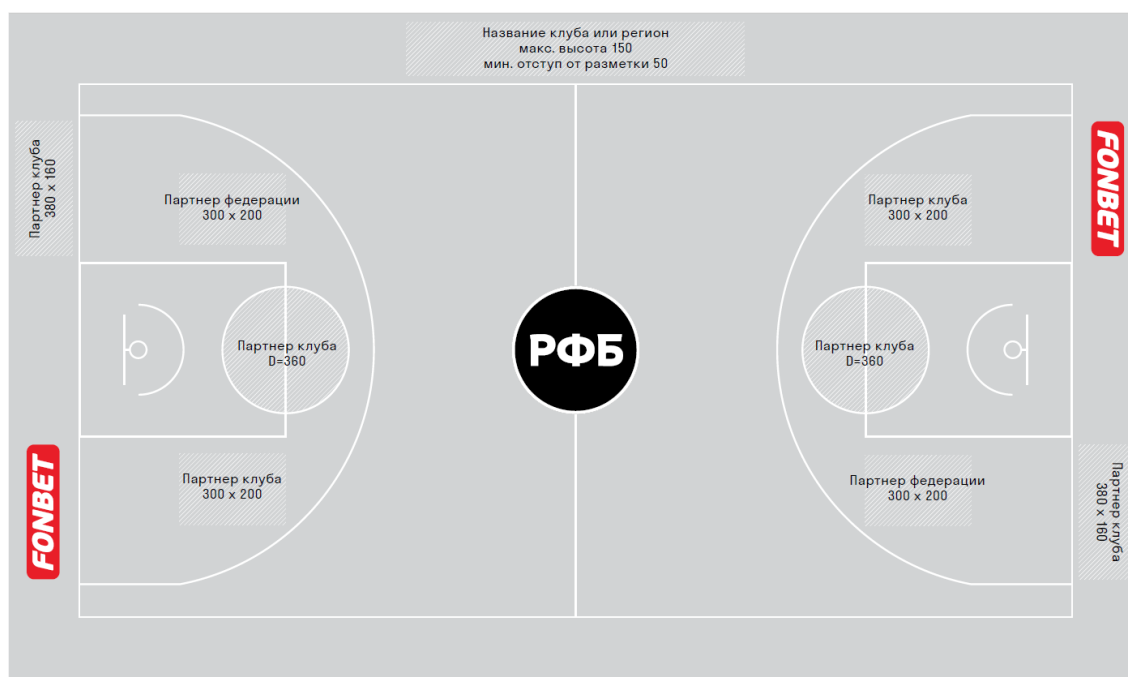 Название клуба или регион
макс. высота 150
мин. отступ от разметки 50
Партнер клуба
380 x 160
FONBET
Партнер федерации
300 x 200
Партнер клуба
300 x 200
Партнер клуба
D=360
РФБ
Партнер клуба
D=360
FONBET
Партнер клуба
300 x 200
Партнер федерации
300 x 200
Партнер клуба
380 x 160